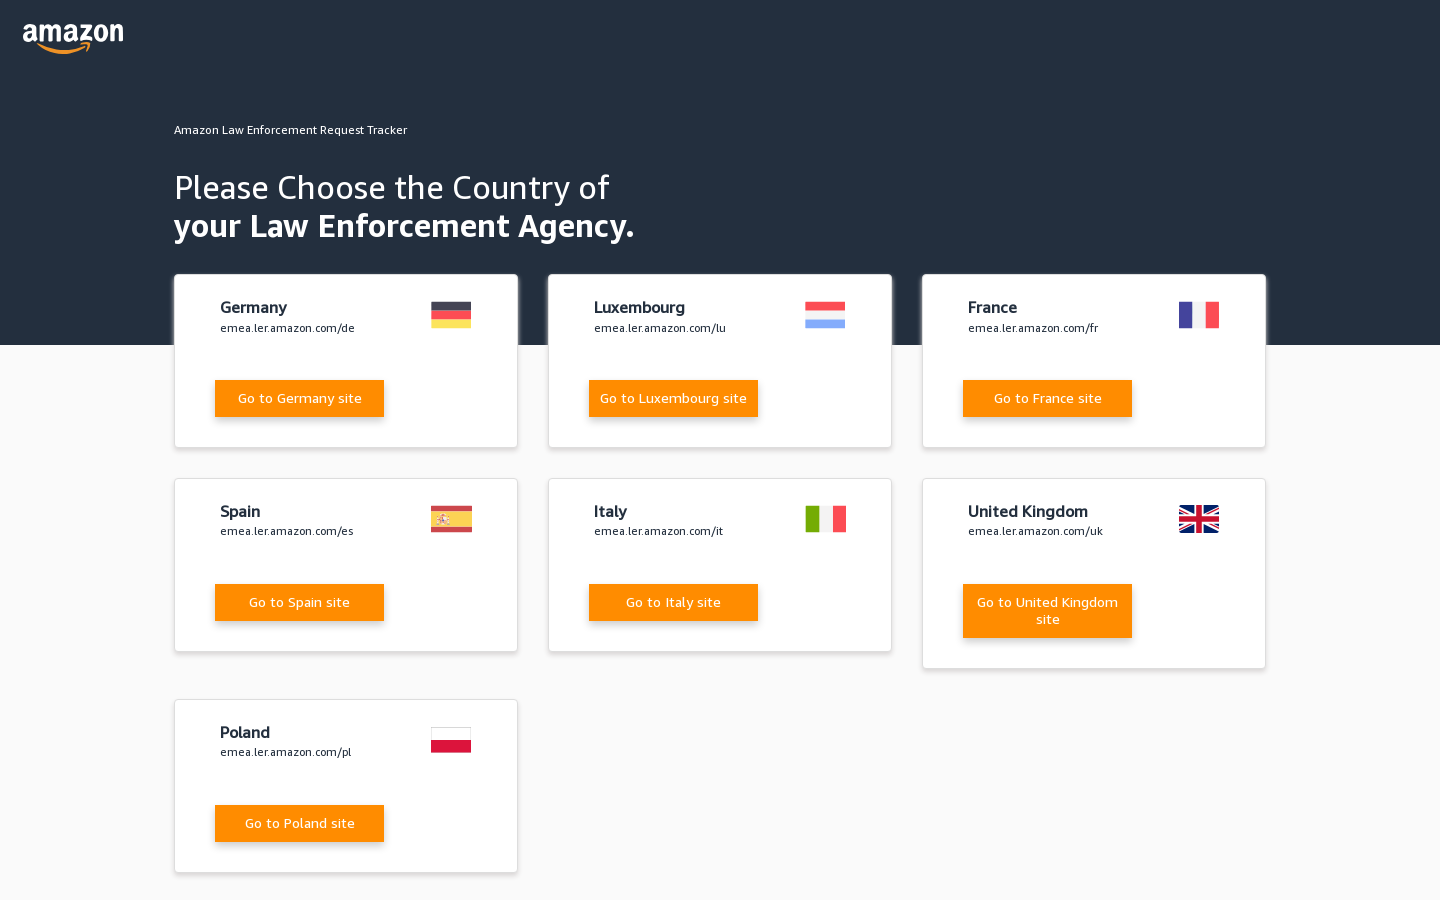 amazon
Amazon Law Enforcement Request Tracker
Please Choose the Country of
your Law Enforcement Agency.
Germany
emea.ler.amazon.com/de
Go to Germany site
Luxembourg
emea.ler.amazon.com/lu
Go to Luxembourg site
France
emea.ler.amazon.com/fr
Go to France site
Spain
emea.ler.amazon.com/es
Go to Spain site
Italy
emea.ler.amazon.com/it
Go to Italy site
United Kingdom
emea.ler.amazon.com/uk
Go to United Kingdom
site
Poland
emea.ler.amazon.com/pl
Go to Poland site